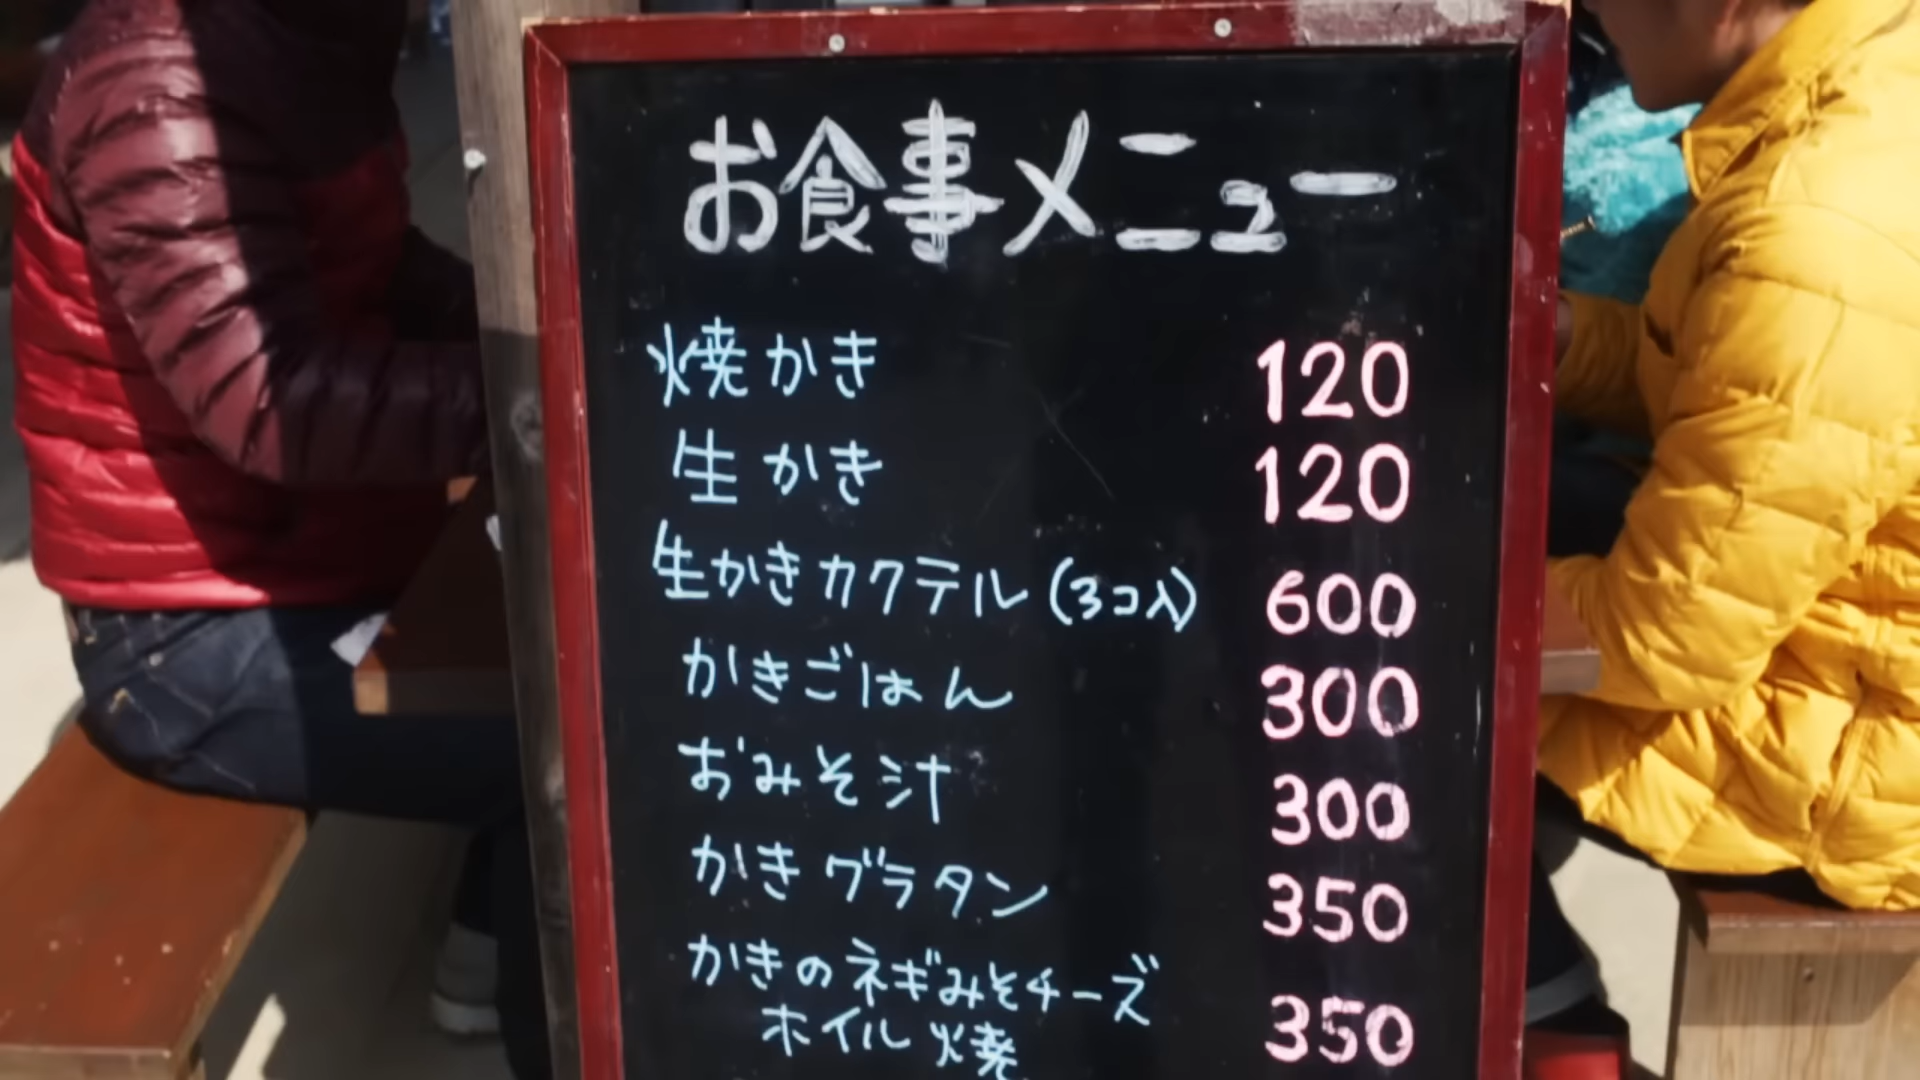 お食事メニュー
焼かき 120
生かき 120
生かきカクテル(3コ入) 600
かきごはん 300
おみそ汁 300
かきグラタン 350
かきのネギみそチーズ
ホイル焼 350